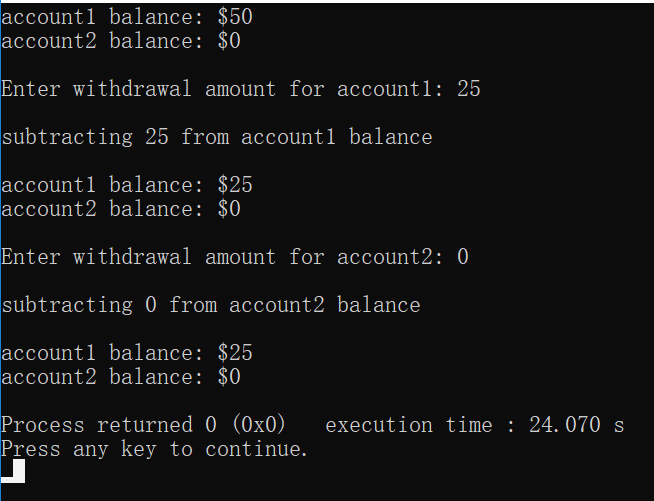 account1 balance: $50
account2 balance: $0
Enter withdrawal amount for account1: 25
subtracting 25 from account1 balance
account1 balance: $25
account2 balance: $0
Enter withdrawal amount for account2: 0
subtracting 0 from account2 balance
account1 balance: $25
account2 balance: $0
Process returned 0 (0x0)   execution time : 24.070 s
Press any key to continue.